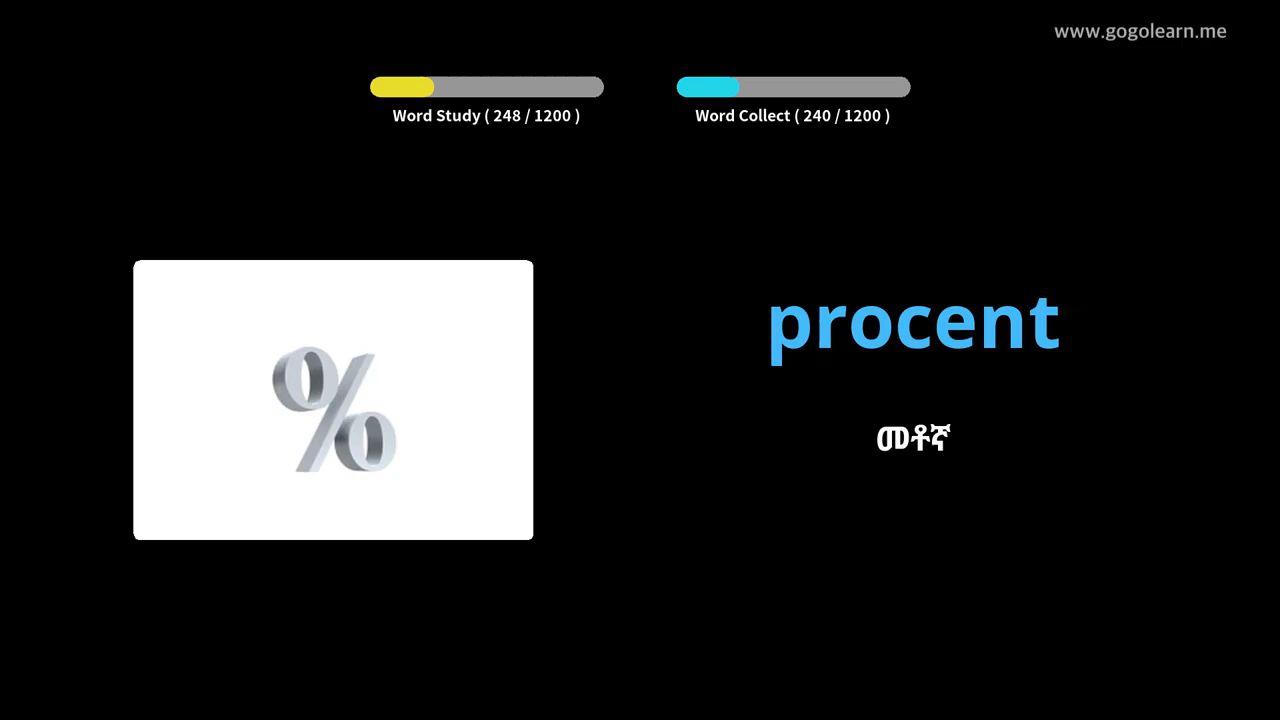 www.gogolearn.me
Word Study ( 248 / 1200 )
Word Collect ( 240 / 1200 )
%
procent
መቶኛ